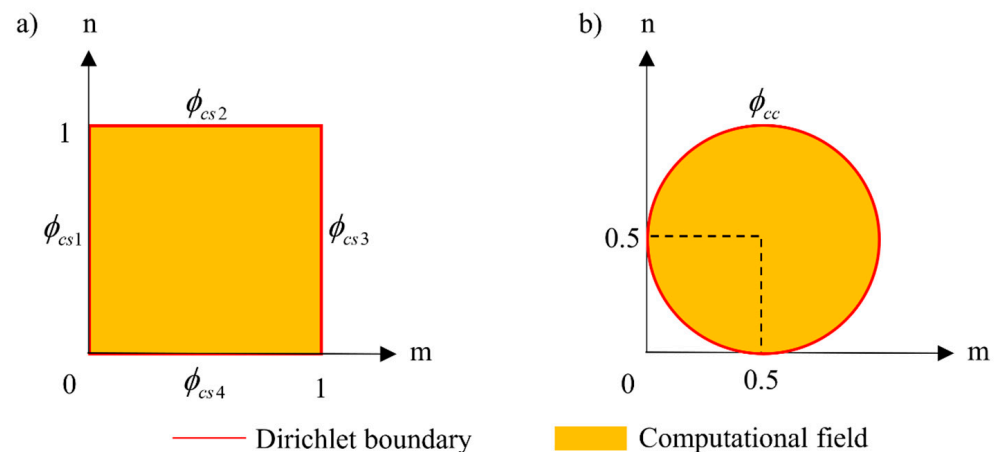 a)
n
ϕcs2
1
ϕcs1
ϕcs3
m
0
ϕcs4
1
b)
n
ϕcc
0.5
m
0
0.5
Dirichlet boundary
Computational field